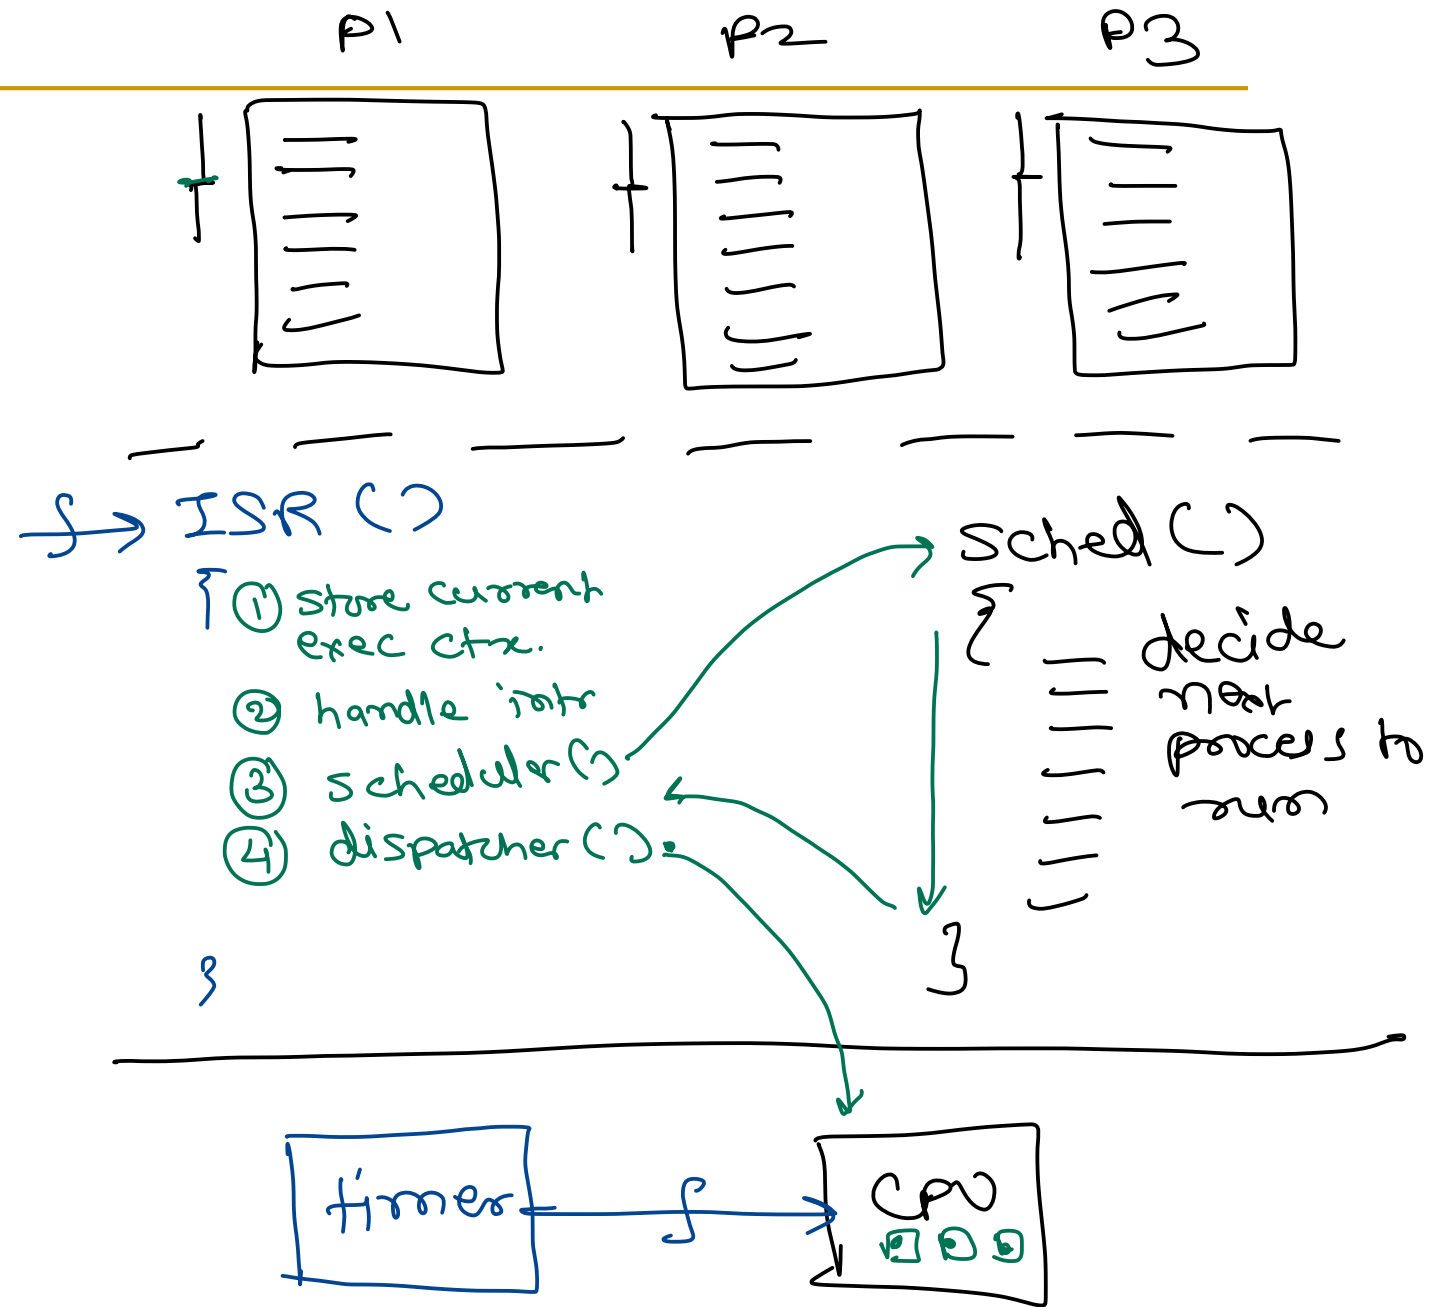 P1 P2 P3
ISR ()
{ ① store current
exec ctx.
② handle intr
③ scheduler()
④ dispatcher().
}
sched ()
{
decide
next
process to
run
}
timer
CPU